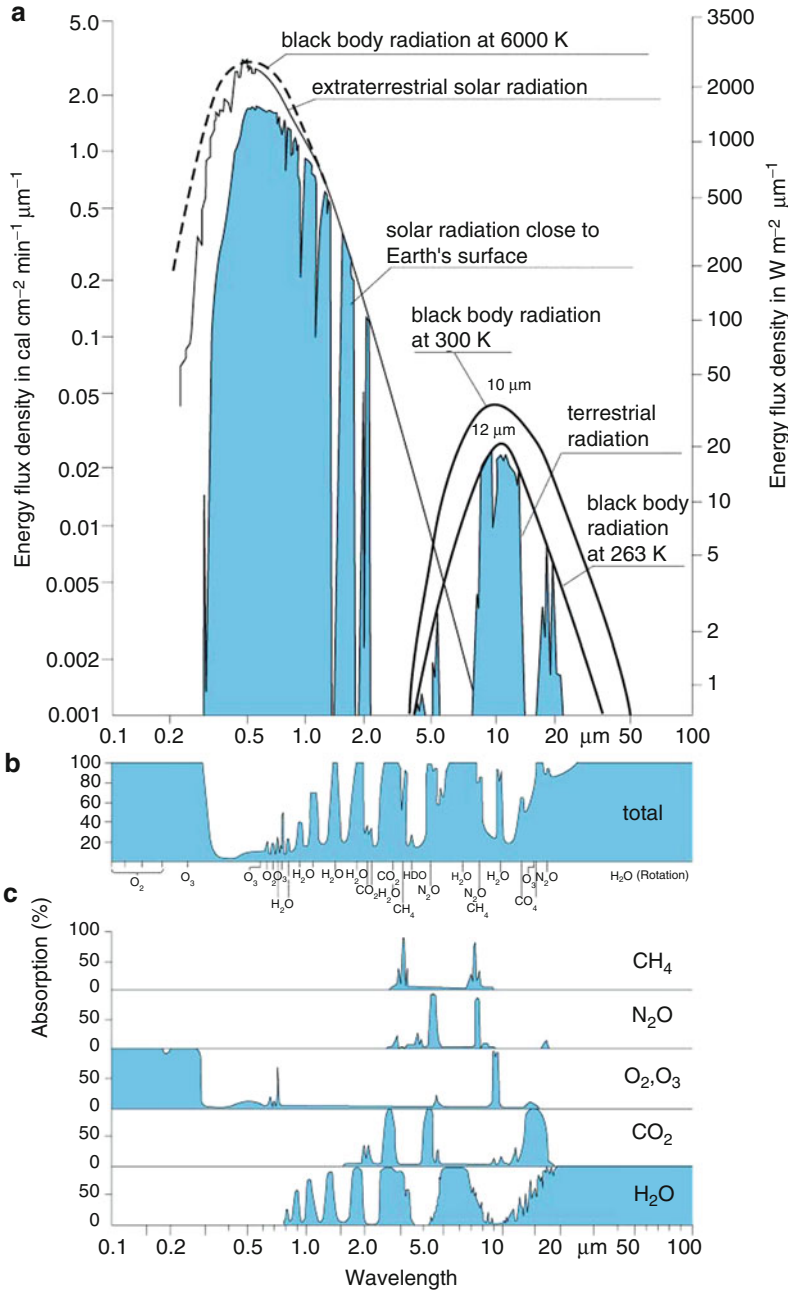 a
5.0
2.0
1.0
0.5
0.2
0.1
0.05
0.02
0.01
0.005
0.002
0.001
Energy flux density in cal cm⁻² min⁻¹ μm⁻¹
3500
2000
1000
500
200
100
50
20
10
5
2
1
Energy flux density in W m⁻² μm⁻¹
black body radiation at 6000 K
extraterrestrial solar radiation
solar radiation close to
Earth's surface
black body radiation
at 300 K
10 μm
12 μm
terrestrial
radiation
black body
radiation
at 263 K
0.1 0.2 0.5 1.0 2.0 5.0 10 20 μm 50 100
b
100
80
60
40
20
total
O₂ O₃ O₃ O₂O₃ H₂O H₂O H₂O CO₂ HDO H₂O H₂O O₃ N₂O H₂O (Rotation)
H₂O CO₂ H₂O CH₄ N₂O N₂O CH₄ CO₄
c
Absorption (%)
100
50
0
CH₄
50
0
N₂O
50
0
O₂,O₃
50
0
CO₂
50
0
H₂O
0.1 0.2 0.5 1.0 2.0 5.0 10 20 μm 50 100
Wavelength